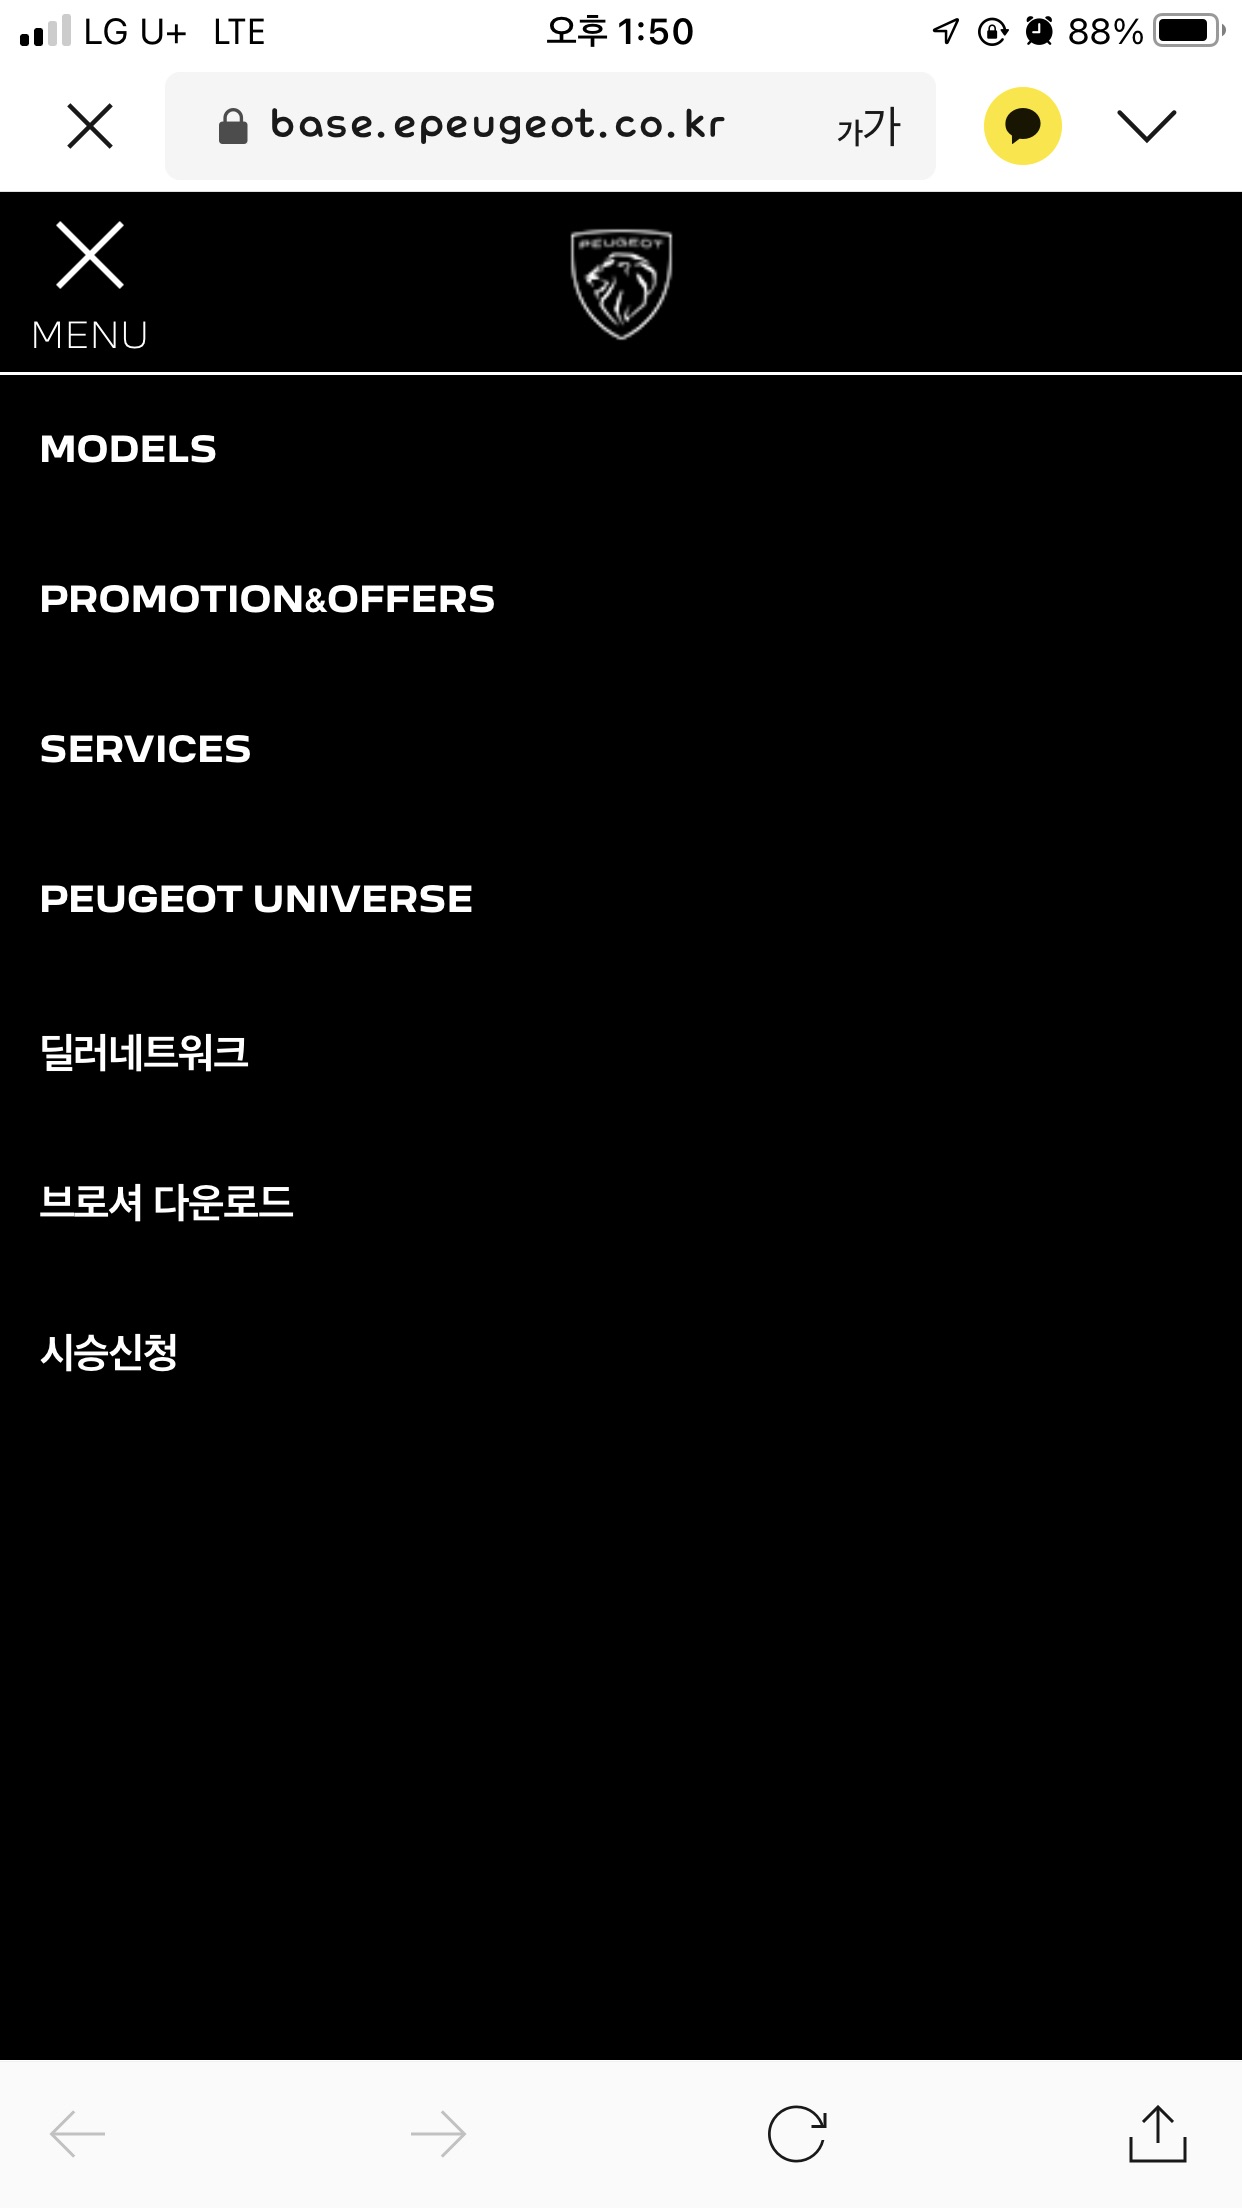 LG U+ LTE 오후 1:50 88%
base.epeugeot.co.kr 가가
PEUGEOT
MENU
MODELS
PROMOTION&OFFERS
SERVICES
PEUGEOT UNIVERSE
딜러네트워크
브로셔 다운로드
시승신청